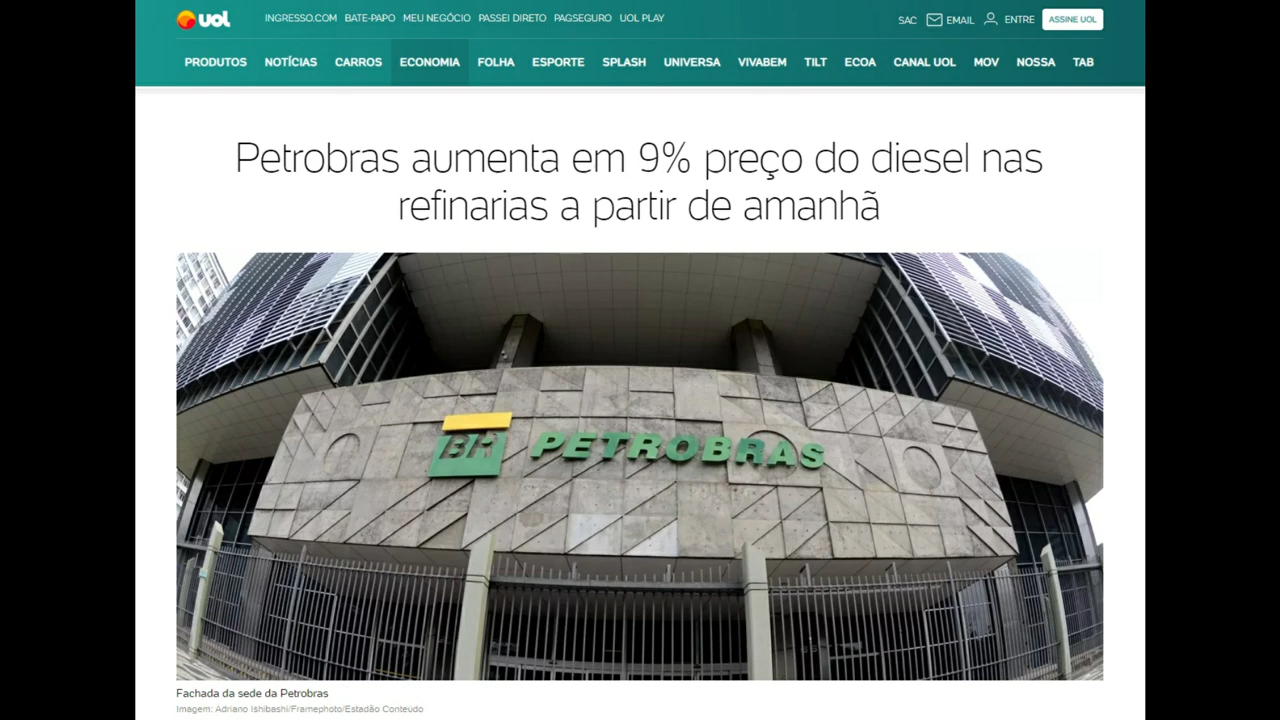 uol INGRESSO.COM BATE-PAPO MEU NEGÓCIO PASSEI DIRETO PAGSEGURO UOL PLAY SAC EMAIL ENTRE ASSINE UOL
PRODUTOS NOTÍCIAS CARROS ECONOMIA FOLHA ESPORTE SPLASH UNIVERSA VIVABEM TILT ECOA CANAL UOL MOV NOSSA TAB
Petrobras aumenta em 9% preço do diesel nas
refinarias a partir de amanhã
BR PETROBRAS
Fachada da sede da Petrobras
Imagem: Adriano Ishibashi/Framephoto/Estadão Conteúdo